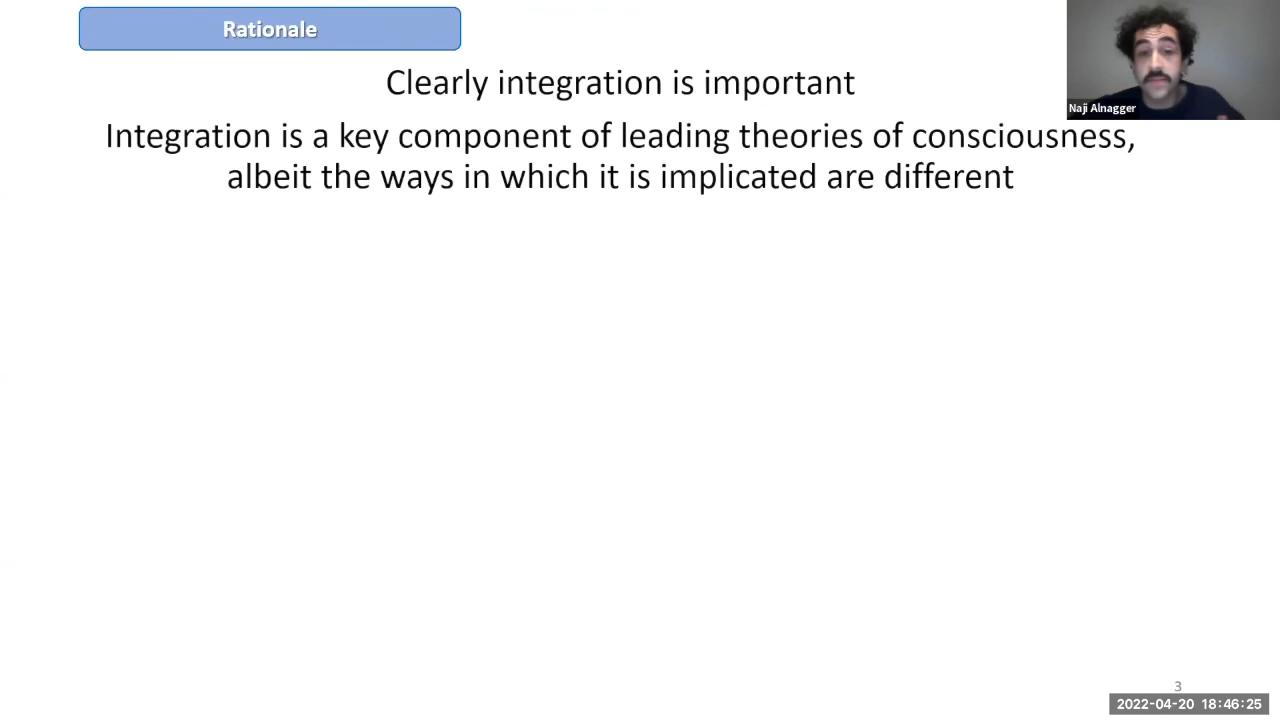 Rationale
Clearly integration is important
Integration is a key component of leading theories of consciousness,
albeit the ways in which it is implicated are different
Naji Alnagger
3
2022-04-20 18:46:25